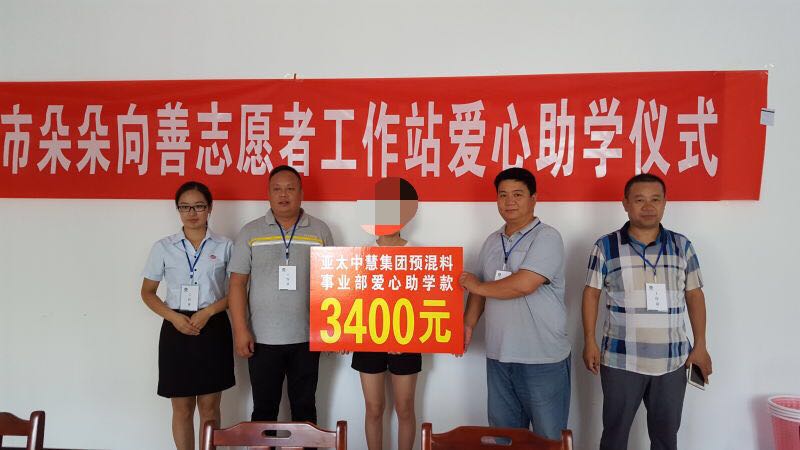 市朵朵向善志愿者工作站爱心助学仪式
亚太中慧集团预混料
事业部爱心助学款
3400元